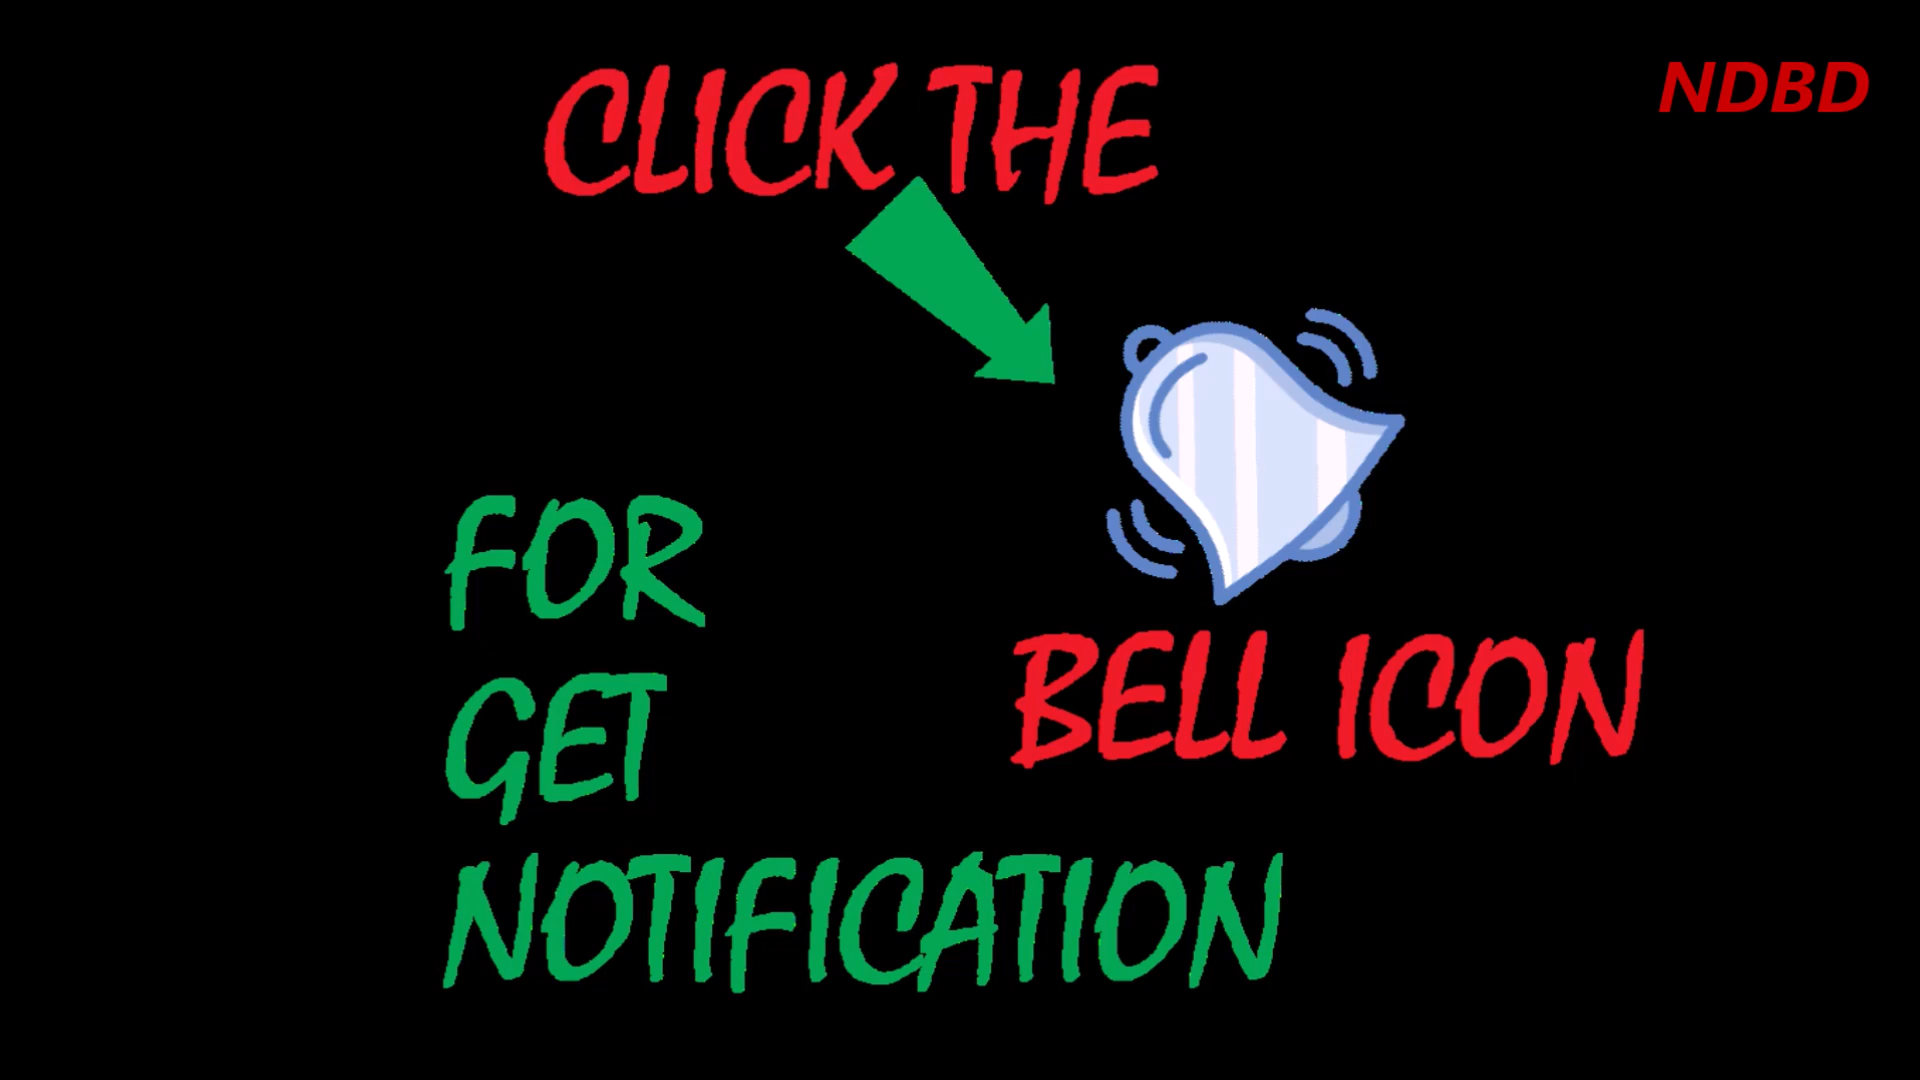 CLICK THE
NDBD
BELL ICON
FOR
GET
NOTIFICATION